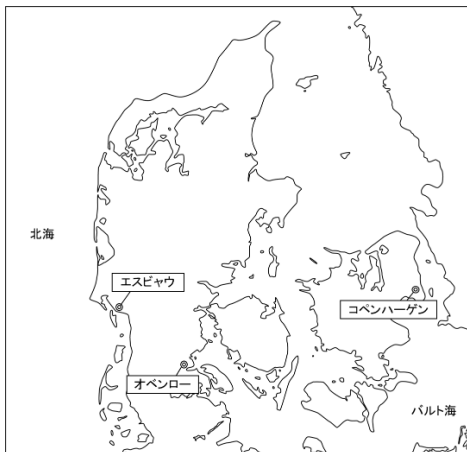 北海
エスビャウ
コペンハーゲン
オペンロー
バルト海